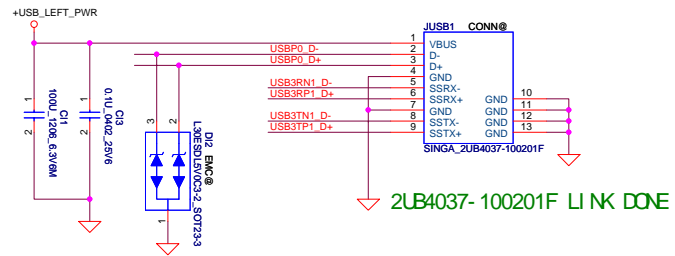 +USB_LEFT_PWR
JUSB1 CONN@
1 VBUS
USBP0_D- 2 D-
USBP0_D+ 3 D+
4 GND
USB3RN1_D- 5 SSRX-
USB3RP1_D+ 6 SSRX+ GND 10
7 GND GND 11
USB3TN1_D- 8 SSTX- GND 12
USB3TP1_D+ 9 SSTX+ GND 13
SINGA_2UB4037-100201F
1 2
CI1
100U_1206_6.3V6M
1 2
CI3
0.1U_0402_25V6
3 2
1
DI2 EMC@
L30ESDL5V0C3-2_SOT23-3
2UB4037-100201F LINK DONE